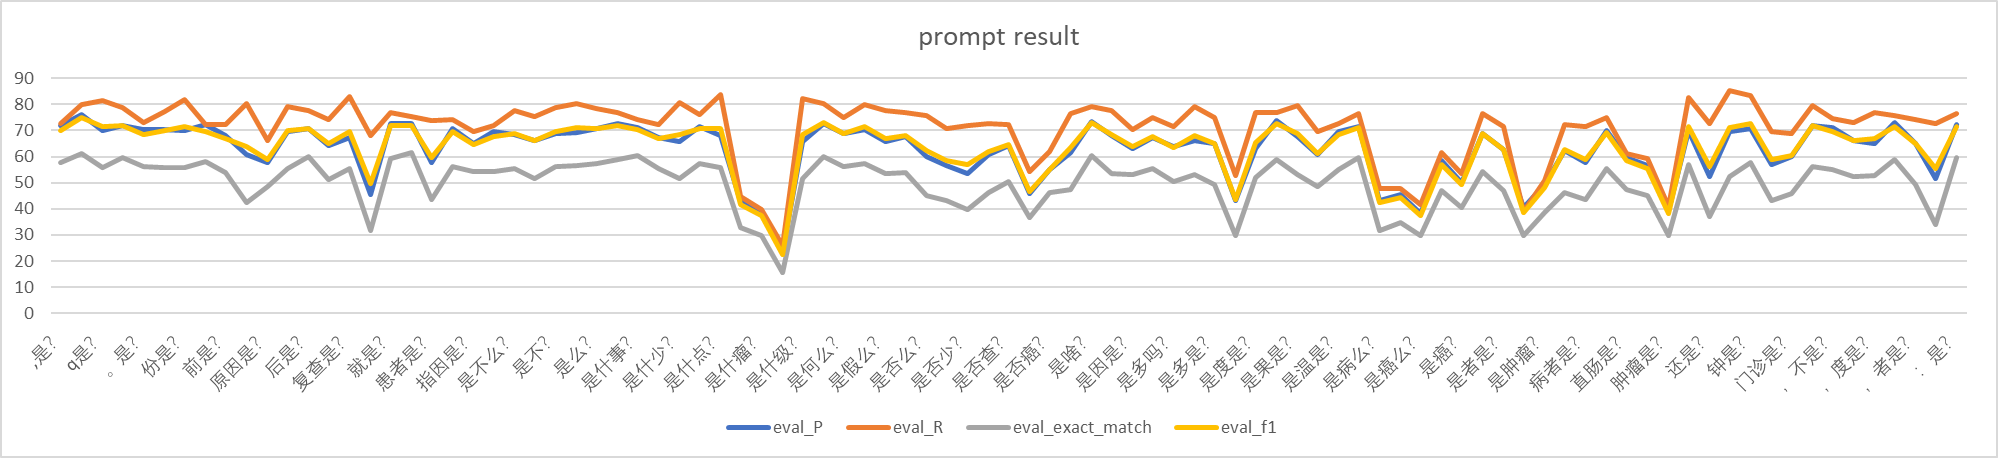 prompt result
90
80
70
60
50
40
30
20
10
0
,是?
q是?
。是?
份是?
前是?
原因是?
后是?
复查是?
就是?
患者是?
指因是?
是不么?
是不?
是么?
是什事?
是什少?
是什点?
是什瘤?
是什级?
是何么?
是假么?
是否么?
是否少?
是否查?
是否癌?
是啥?
是因是?
是多吗?
是多是?
是度是?
是果是?
是温是?
是病么?
是癌么?
是癌?
是者是?
是肿瘤?
病者是?
直肠是?
肿瘤是?
还是?
钟是?
门诊是?
，不是?
，度是?
，者是?
：是?
eval_P
eval_R
eval_exact_match
eval_f1